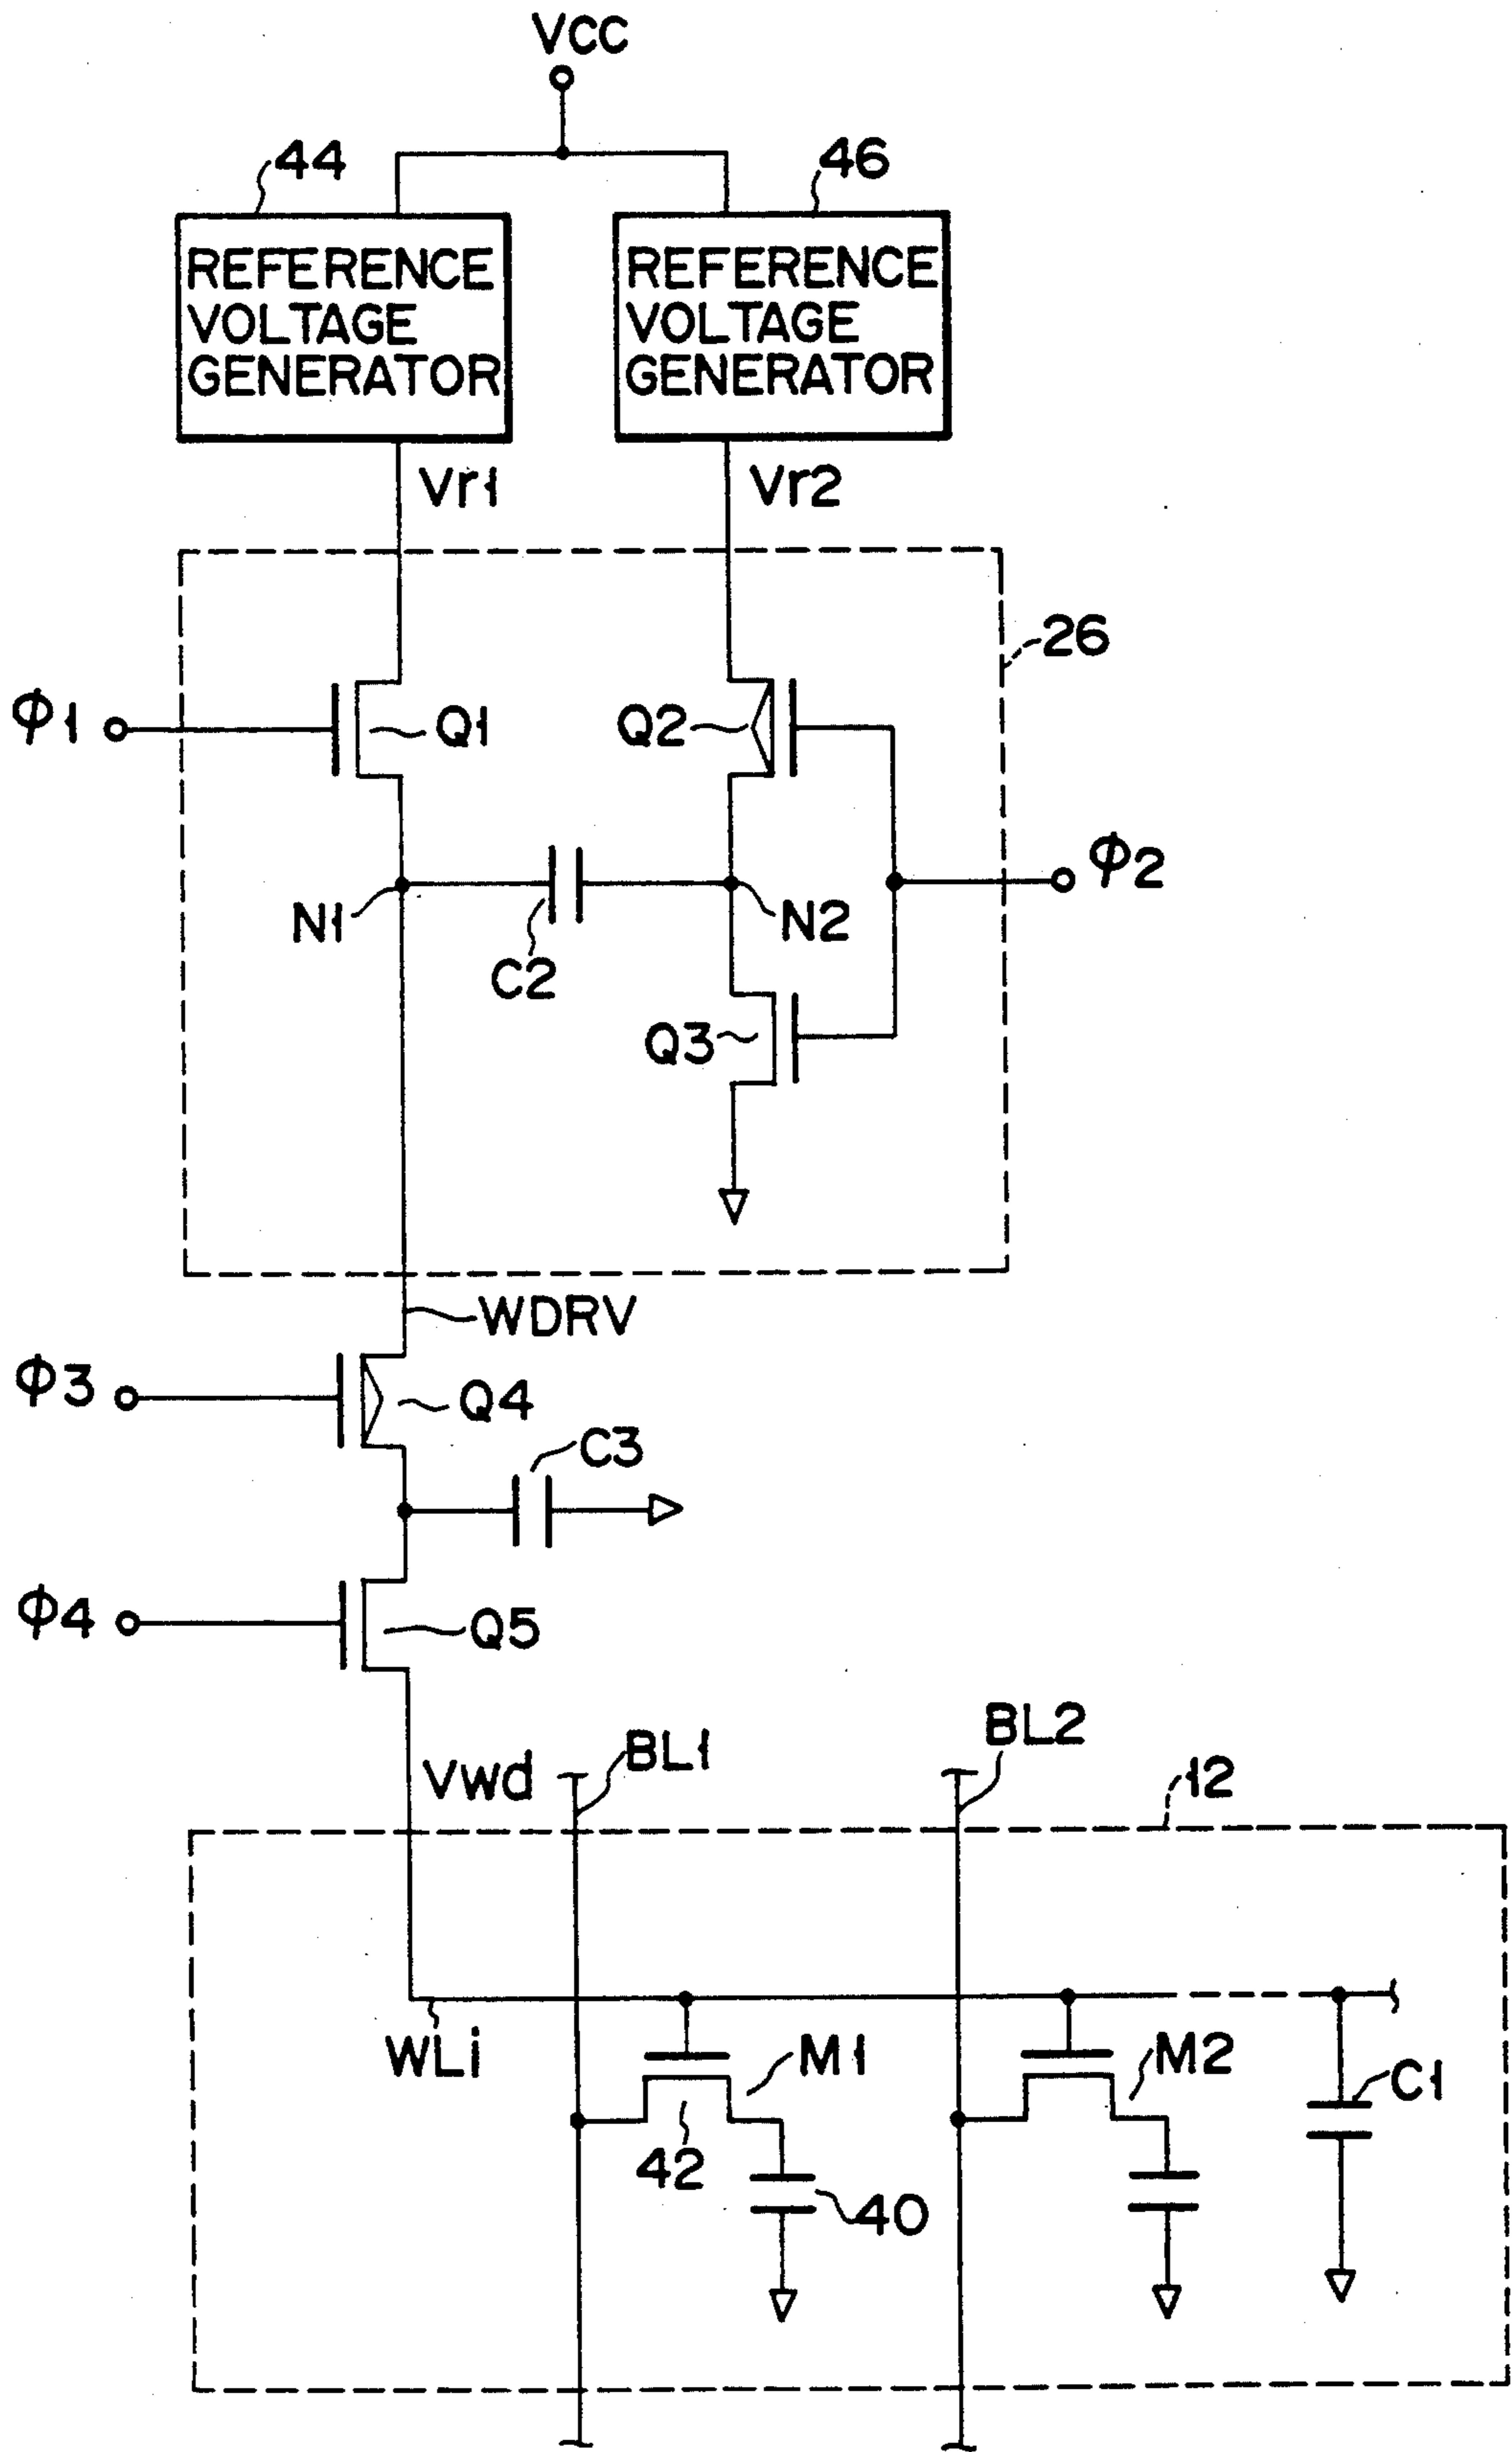 VCC
44
46
REFERENCE
VOLTAGE
GENERATOR
REFERENCE
VOLTAGE
GENERATOR
Vr1
Vr2
26
Φ1
Q1
Q2
Φ2
N1
C2
N2
Q3
WDRV
Φ3
Q4
C3
Φ4
Q5
Vwd
BL1
BL2
12
WLi
M1
M2
C1
42
40